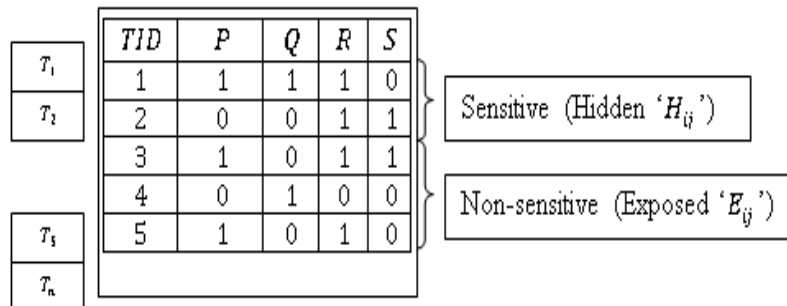 TID P Q R S
T1
1 1 1 1 0
T2
2 0 0 1 1
Sensitive (Hidden ‘Hij’)
3 1 0 1 1
4 0 1 0 0
Non-sensitive (Exposed ‘Eij’)
T5
5 1 0 1 0
Tn